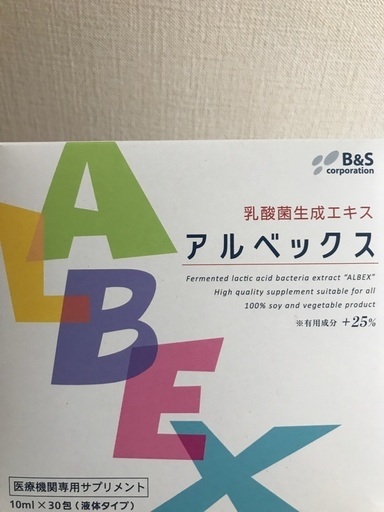 B&S
corporation
乳酸菌生成エキス
アルベックス
Fermented lactic acid bacteria extract "ALBEX"
High quality supplement suitable for all
100% soy and vegetable product
※有用成分 +25%
ALBEX
医療機関専用サプリメント
10ml×30包(液体タイプ)